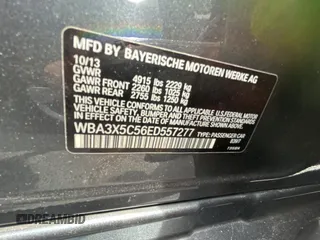 MFD BY BAYERISCHE MOTOREN WERKE AG
10/13
GVWR 4915 lbs 2229 kg
GAWR FRONT 2260 lbs 1025 kg
GAWR REAR 2755 lbs 1250 kg
THIS VEHICLE CONFORMS TO ALL APPLICABLE U.S. FEDERAL
MOTOR VEHICLE SAFETY, BUMPER, AND THEFT PREVENTION
STANDARDS IN EFFECT ON THE DATE OF
MANUFACTURE SHOWN ABOVE.
WBA3X5C56ED557277 TYPE: PASSENGER CAR
DREAMBID